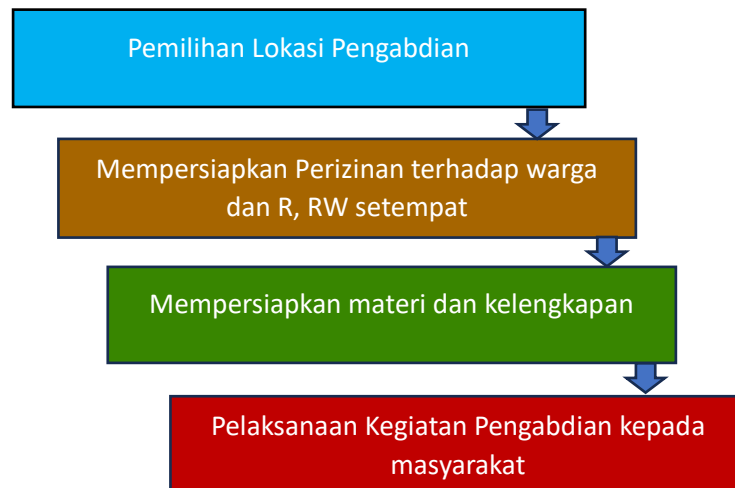 Pemilihan Lokasi Pengabdian
Mempersiapkan Perizinan terhadap warga
dan R, RW setempat
Mempersiapkan materi dan kelengkapan
Pelaksanaan Kegiatan Pengabdian kepada
masyarakat